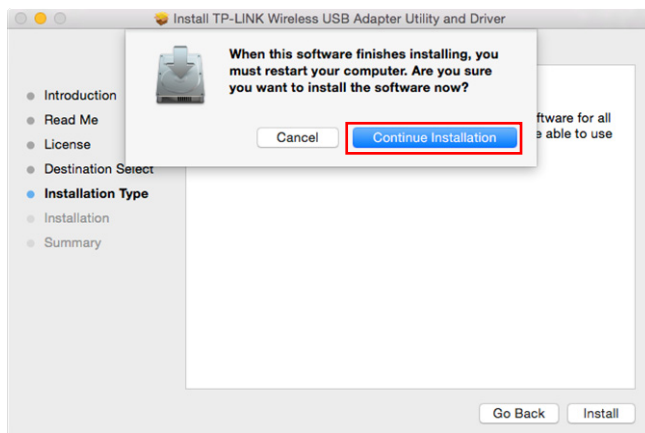 Install TP-LINK Wireless USB Adapter Utility and Driver
When this software finishes installing, you
must restart your computer. Are you sure
you want to install the software now?
Cancel
Continue Installation
Introduction
Read Me
License
Destination Select
Installation Type
Installation
Summary
ftware for all
e able to use
Go Back
Install